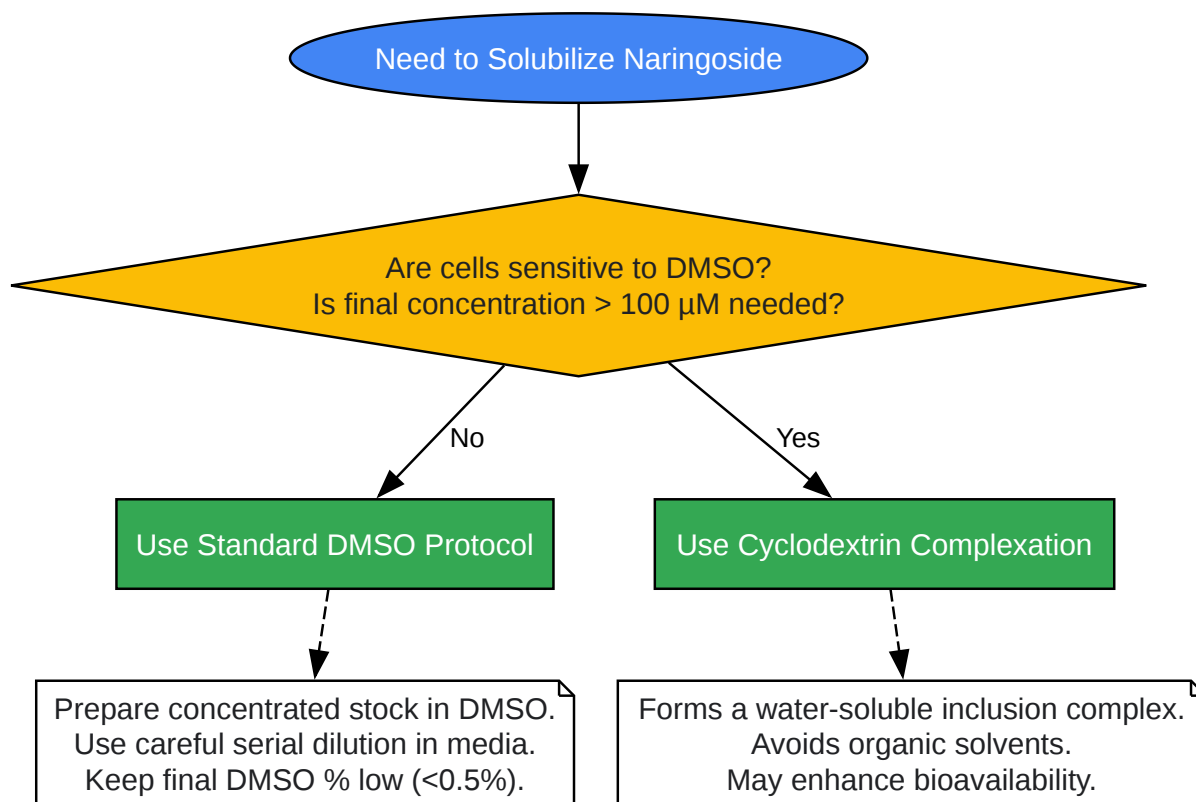 Need to Solubilize Naringoside
Are cells sensitive to DMSO?
Is final concentration > 100 µM needed?
No
Yes
Use Standard DMSO Protocol
Use Cyclodextrin Complexation
Prepare concentrated stock in DMSO.
Use careful serial dilution in media.
Keep final DMSO % low (<0.5%).
Forms a water-soluble inclusion complex.
Avoids organic solvents.
May enhance bioavailability.